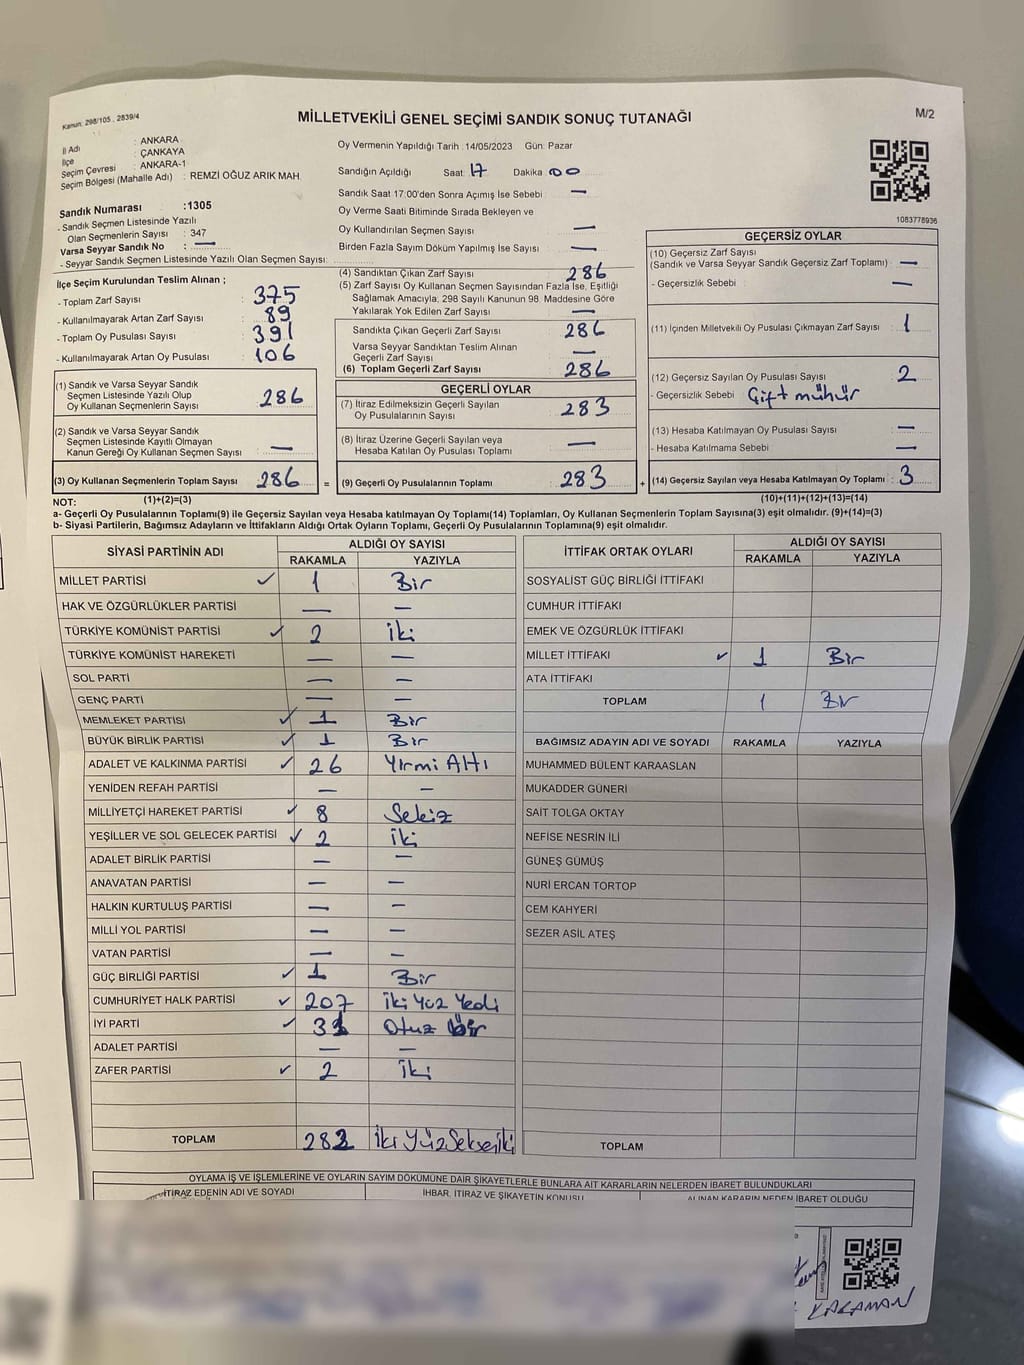 Kanun: 298/105 , 2839/4
MİLLETVEKİLİ GENEL SEÇİMİ SANDIK SONUÇ TUTANAĞI
M/2
İl Adı : ANKARA
İlçe : ÇANKAYA
Seçim Çevresi : ANKARA-1
Seçim Bölgesi (Mahalle Adı) : REMZİ OĞUZ ARIK MAH.
Sandık Numarası :1305
- Sandık Seçmen Listesinde Yazılı
Olan Seçmenlerin Sayısı : 347
Varsa Seyyar Sandık No : —
- Seyyar Sandık Seçmen Listesinde Yazılı Olan Seçmen Sayısı:
Oy Vermenin Yapıldığı Tarih : 14/05/2023 Gün: Pazar
Sandığın Açıldığı Saat: 17 Dakika 00
Sandık Saat 17:00'den Sonra Açımış İse Sebebi : —
Oy Verme Saati Bitiminde Sırada Bekleyen ve
Oy Kullandırılan Seçmen Sayısı : —
Birden Fazla Sayım Döküm Yapılmış İse Sayısı : —
1083778936
İlçe Seçim Kurulundan Teslim Alınan ;
- Toplam Zarf Sayısı : 375
- Kullanılmayarak Artan Zarf Sayısı : 89
- Toplam Oy Pusulası Sayısı : 391
- Kullanılmayarak Artan Oy Pusulası : 106
(1) Sandık ve Varsa Seyyar Sandık
Seçmen Listesinde Yazılı Olup
Oy Kullanan Seçmenlerin Sayısı : 286
(2) Sandık ve Varsa Seyyar Sandık
Seçmen Listesinde Kayıtlı Olmayan
Kanun Gereği Oy Kullanan Seçmen Sayısı : —
(3) Oy Kullanan Seçmenlerin Toplam Sayısı : 286
(4) Sandıktan Çıkan Zarf Sayısı : 286
(5) Zarf Sayısı Oy Kullanan Seçmen Sayısından Fazla İse, Eşitliği
Sağlamak Amacıyla, 298 Sayılı Kanunun 98. Maddesine Göre
Yakılarak Yok Edilen Zarf Sayısı : —
Sandıkta Çıkan Geçerli Zarf Sayısı : 286
Varsa Seyyar Sandıktan Teslim Alınan
Geçerli Zarf Sayısı : —
(6) Toplam Geçerli Zarf Sayısı : 286
GEÇERLİ OYLAR
(7) İtiraz Edilmeksizin Geçerli Sayılan
Oy Pusulalarının Sayısı : 283
(8) İtiraz Üzerine Geçerli Sayılan veya
Hesaba Katılan Oy Pusulası Toplamı : —
= (9) Geçerli Oy Pusulalarının Toplamı : 283
GEÇERSİZ OYLAR
(10) Geçersiz Zarf Sayısı
(Sandık ve Varsa Seyyar Sandık Geçersiz Zarf Toplamı) : —
- Geçersizlik Sebebi : —
(11) İçinden Milletvekili Oy Pusulası Çıkmayan Zarf Sayısı : 1
(12) Geçersiz Sayılan Oy Pusulası Sayısı : 2
- Geçersizlik Sebebi : Çift mühür
(13) Hesaba Katılmayan Oy Pusulası Sayısı : —
- Hesaba Katılmama Sebebi : —
+ (14) Geçersiz Sayılan veya Hesaba Katılmayan Oy Toplamı : 3
NOT: (1)+(2)=(3) (10)+(11)+(12)+(13)=(14)
a- Geçerli Oy Pusulalarının Toplamı(9) ile Geçersiz Sayılan veya Hesaba katılmayan Oy Toplamı(14) Toplamları, Oy Kullanan Seçmenlerin Toplam Sayısına(3) eşit olmalıdır. (9)+(14)=(3)
b- Siyasi Partilerin, Bağımsız Adayların ve İttifakların Aldığı Ortak Oyların Toplamı, Geçerli Oy Pusulalarının Toplamına(9) eşit olmalıdır.
SİYASİ PARTİNİN ADI ALDIĞI OY SAYISI
RAKAMLA YAZIYLA
MİLLET PARTİSİ ✓ 1 Bir
HAK VE ÖZGÜRLÜKLER PARTİSİ — —
TÜRKİYE KOMÜNİST PARTİSİ ✓ 2 İki
TÜRKİYE KOMÜNİST HAREKETİ — —
SOL PARTİ — —
GENÇ PARTİ — —
MEMLEKET PARTİSİ ✓ 1 Bir
BÜYÜK BİRLİK PARTİSİ ✓ 1 Bir
ADALET VE KALKINMA PARTİSİ ✓ 26 Yirmi Altı
YENİDEN REFAH PARTİSİ — —
MİLLİYETÇİ HAREKET PARTİSİ ✓ 8 Sekiz
YEŞİLLER VE SOL GELECEK PARTİSİ ✓ 2 İki
ADALET BİRLİK PARTİSİ — —
ANAVATAN PARTİSİ — —
HALKIN KURTULUŞ PARTİSİ — —
MİLLİ YOL PARTİSİ — —
VATAN PARTİSİ — —
GÜÇ BİRLİĞİ PARTİSİ ✓ 1 Bir
CUMHURİYET HALK PARTİSİ ✓ 207 İki Yüz Yedi
İYİ PARTİ ✓ 31 Otuz Bir
ADALET PARTİSİ — —
ZAFER PARTİSİ ✓ 2 İki
TOPLAM 282 İki Yüz Seksen İki
İTTİFAK ORTAK OYLARI ALDIĞI OY SAYISI
RAKAMLA YAZIYLA
SOSYALİST GÜÇ BİRLİĞİ İTTİFAKI
CUMHUR İTTİFAKI
EMEK VE ÖZGÜRLÜK İTTİFAKI
MİLLET İTTİFAKI ✓ 1 Bir
ATA İTTİFAKI
TOPLAM 1 Bir
BAĞIMSIZ ADAYIN ADI VE SOYADI RAKAMLA YAZIYLA
MUHAMMED BÜLENT KARAASLAN
MUKADDER GÜNERİ
SAİT TOLGA OKTAY
NEFİSE NESRİN İLİ
GÜNEŞ GÜMÜŞ
NURİ ERCAN TORTOP
CEM KAHYERİ
SEZER ASİL ATEŞ
TOPLAM
OYLAMA İŞ VE İŞLEMLERİNE VE OYLARIN SAYIM DÖKÜMÜNE DAİR ŞİKAYETLERLE BUNLARA AİT KARARLARIN NELERDEN İBARET BULUNDUKLARI
İTİRAZ EDENİN ADI VE SOYADI İHBAR, İTİRAZ VE ŞİKAYETİN KONUSU ALINAN KARARIN NEDEN İBARET OLDUĞU
KARAMAN